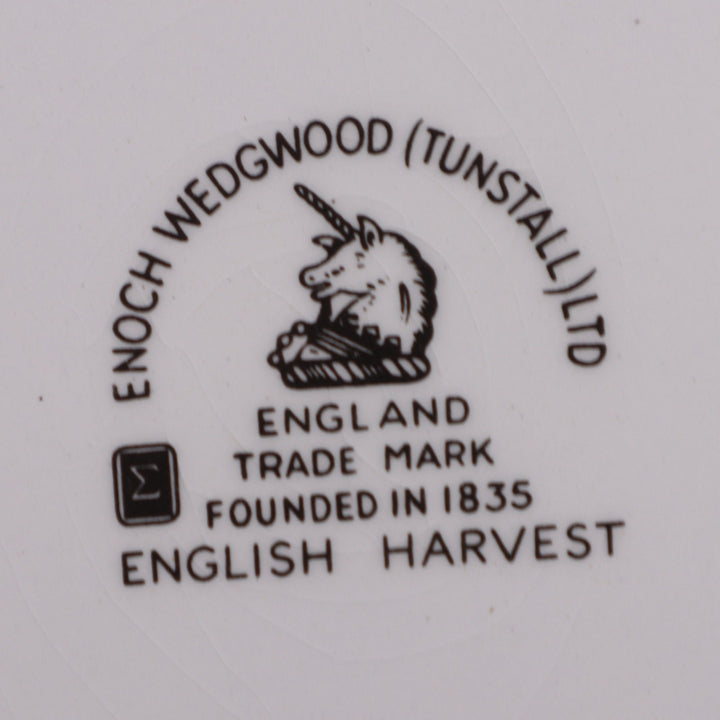 ENOCH WEDGWOOD (TUNSTALL) LTD
ENGLAND
TRADE MARK
Σ
FOUNDED IN 1835
ENGLISH HARVEST